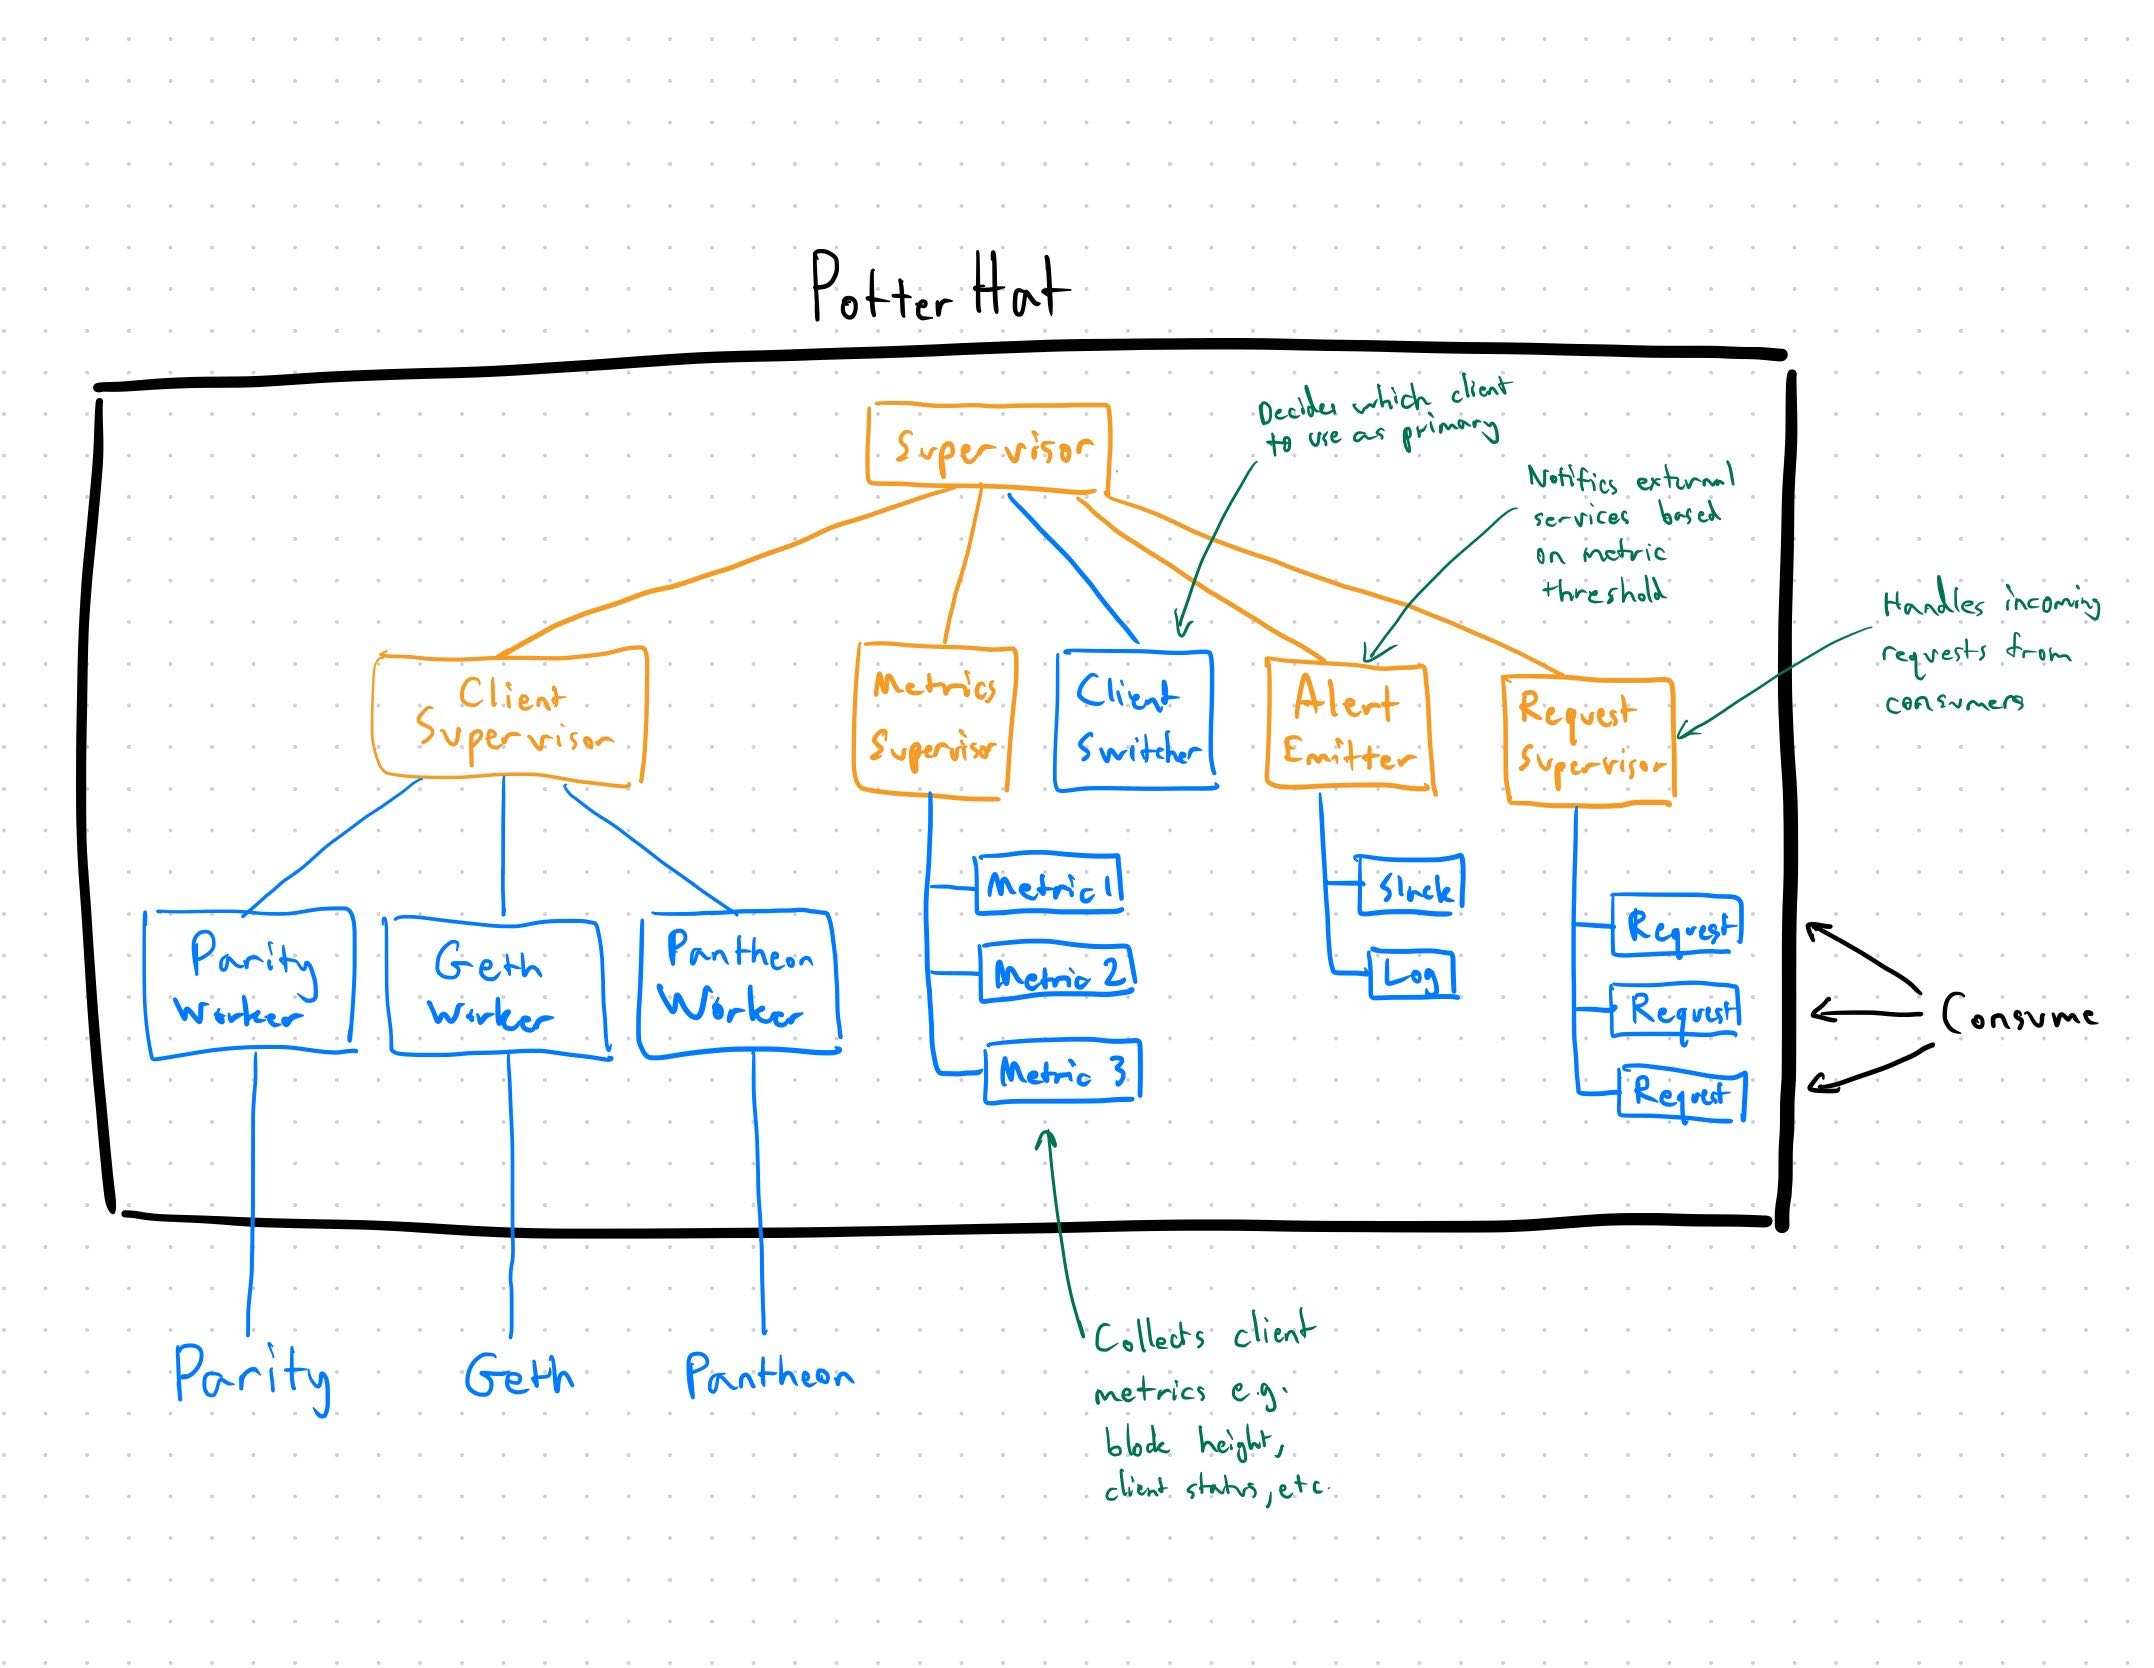 Potter Hat
Supervisor
Decides which client
to use as primary
Notifies external
services based
on metric
threshold
Handles incoming
requests from
consumers
Client
Supervisor
Metrics
Supervisor
Client
Switcher
Alert
Emitter
Request
Supervisor
Parity
Worker
Geth
Worker
Pantheon
Worker
Metric 1
Metric 2
Metric 3
Slack
Log
Request
Request
Request
Consume
Parity
Geth
Pantheon
Collects client
metrics e.g.
block height,
client status, etc.